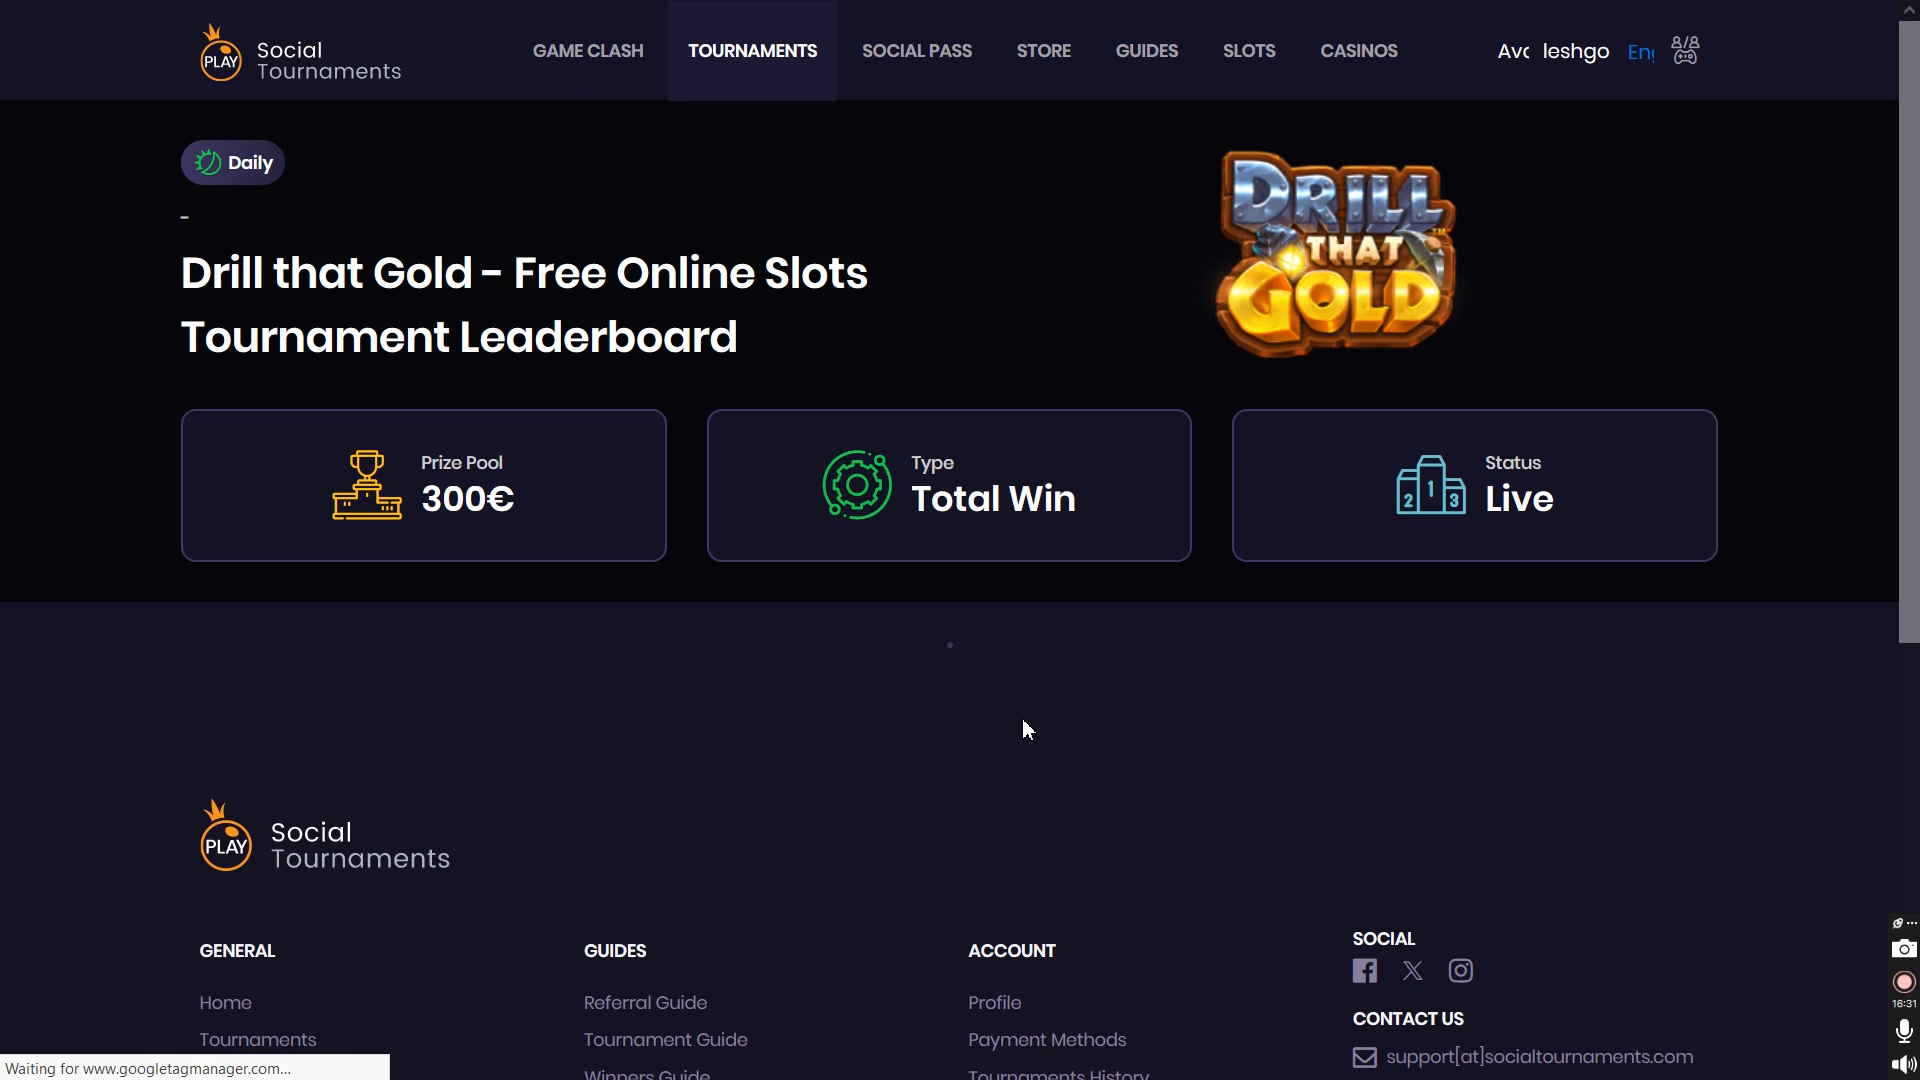 PLAY
Social
Tournaments
GAME CLASH
TOURNAMENTS
SOCIAL PASS
STORE
GUIDES
SLOTS
CASINOS
leshgo
Daily
-
Drill that Gold - Free Online Slots
Tournament Leaderboard
DRILL
THAT
GOLD
™
Prize Pool
300€
Type
Total Win
2 1 3
Status
Live
PLAY
Social
Tournaments
GENERAL
Home
Tournaments
GUIDES
Referral Guide
Tournament Guide
Winners Guide
ACCOUNT
Profile
Payment Methods
Tournaments History
SOCIAL
CONTACT US
support[at]socialtournaments.com
16:31
Waiting for www.googletagmanager.com...